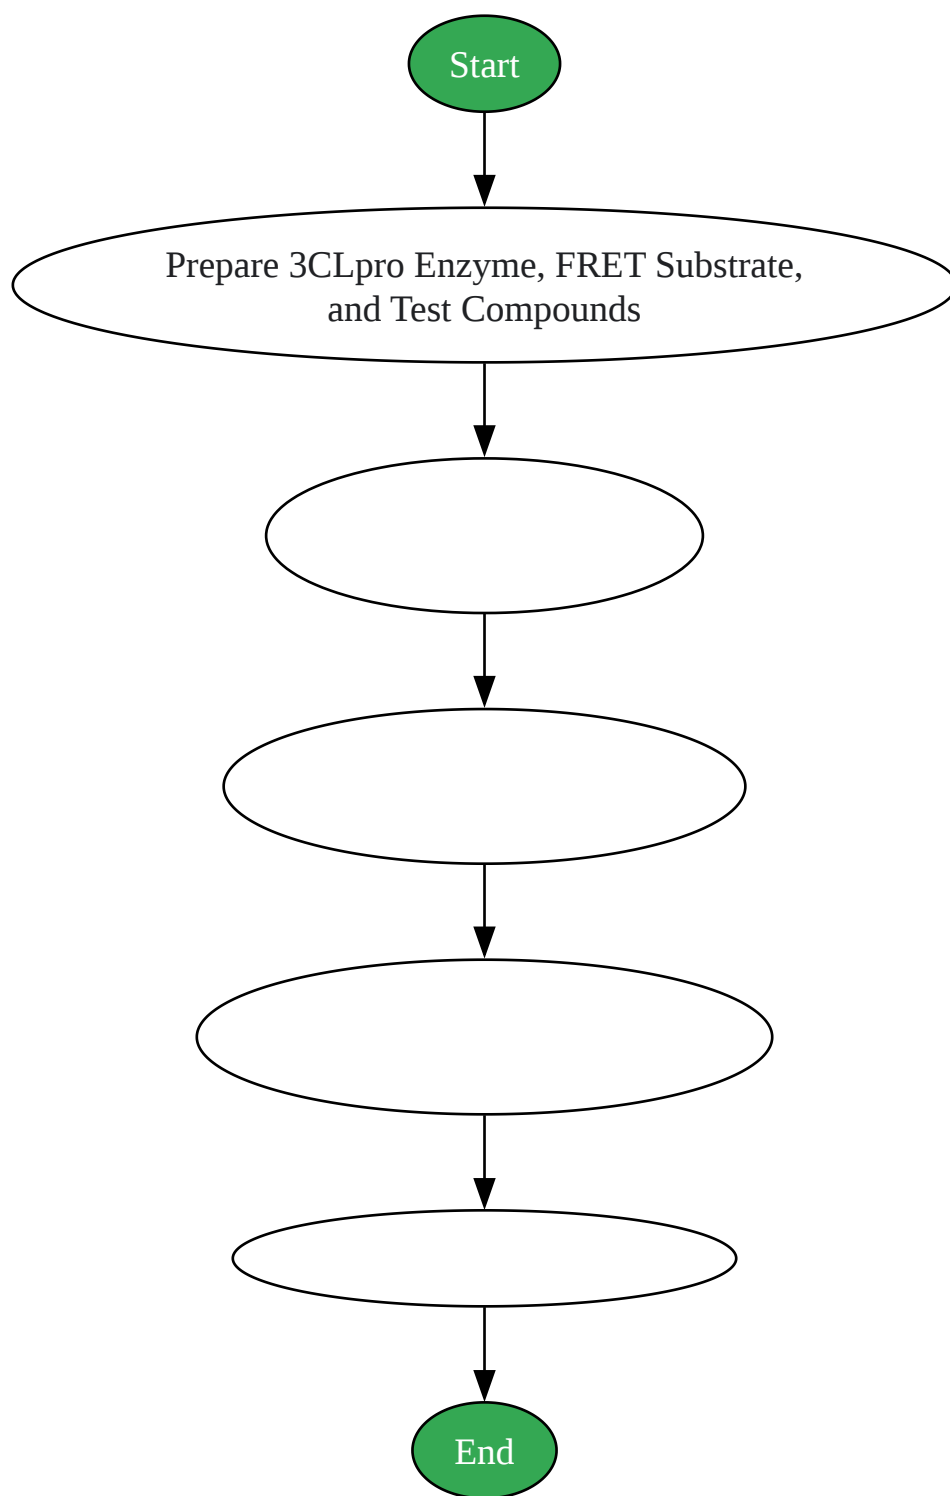 Start
Prepare 3CLpro Enzyme, FRET Substrate,
and Test Compounds
End